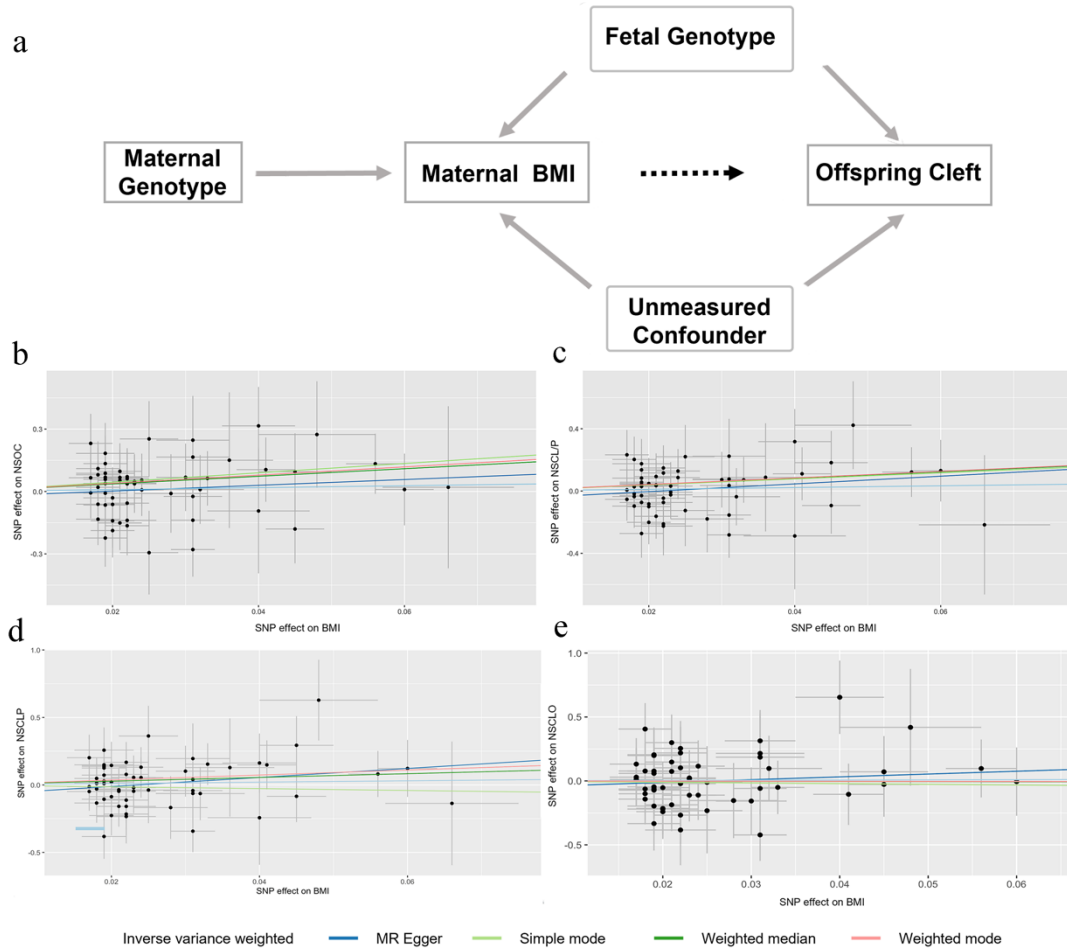 a
Fetal Genotype
Maternal
Genotype
Maternal BMI
Offspring Cleft
Unmeasured
Confounder
b
SNP effect on NSOC
0.3
0.0
-0.3
0.02
0.04
0.06
SNP effect on BMI
c
SNP effect on NSCL/P
0.4
0.0
-0.4
0.02
0.04
0.06
SNP effect on BMI
d
SNP effect on NSCLP
1.0
0.5
0.0
-0.5
0.02
0.04
0.06
SNP effect on BMI
e
SNP effect on NSCLO
1.0
0.5
0.0
-0.5
0.02
0.03
0.04
0.05
0.06
SNP effect on BMI
Inverse variance weighted
MR Egger
Simple mode
Weighted median
Weighted mode